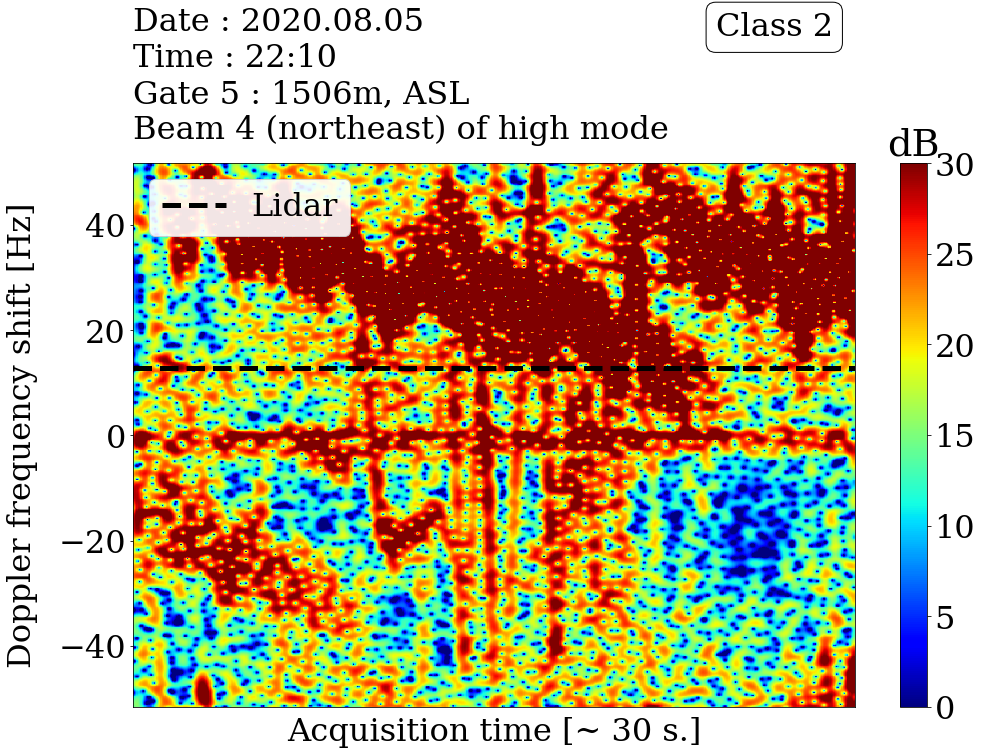 Date : 2020.08.05
Time : 22:10
Gate 5 : 1506m, ASL
Beam 4 (northeast) of high mode
Class 2
dB
Lidar
Doppler frequency shift [Hz]
40
20
0
−20
−40
30
25
20
15
10
5
0
Acquisition time [~ 30 s.]